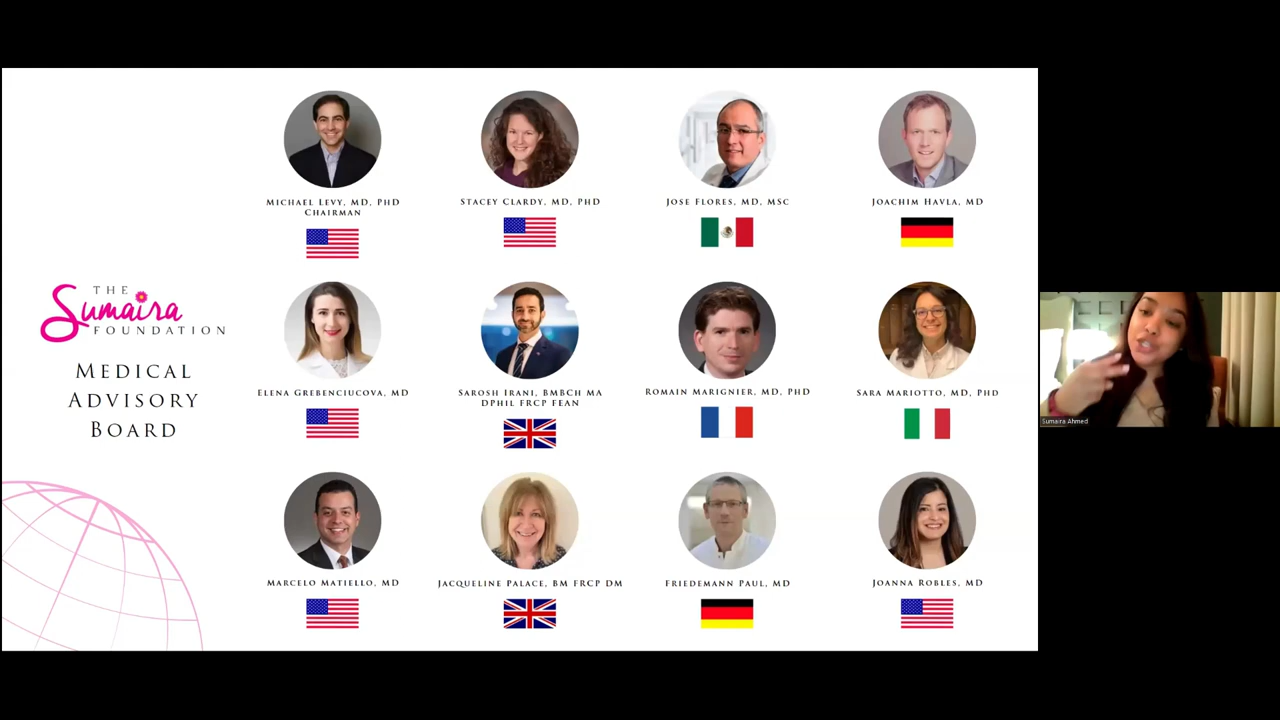 THE
Sumaira
FOUNDATION
MEDICAL
ADVISORY
BOARD
MICHAEL LEVY, MD, PHD
CHAIRMAN
STACEY CLARDY, MD, PHD
JOSE FLORES, MD, MSC
JOACHIM HAVLA, MD
ELENA GREBENCIUCOVA, MD
SAROSH IRANI, BMBCH MA
DPHIL FRCP FEAN
ROMAIN MARIGNIER, MD, PHD
SARA MARIOTTO, MD, PHD
MARCELO MATIELLO, MD
JACQUELINE PALACE, BM FRCP DM
FRIEDEMANN PAUL, MD
JOANNA ROBLES, MD
Sumaira Ahmed